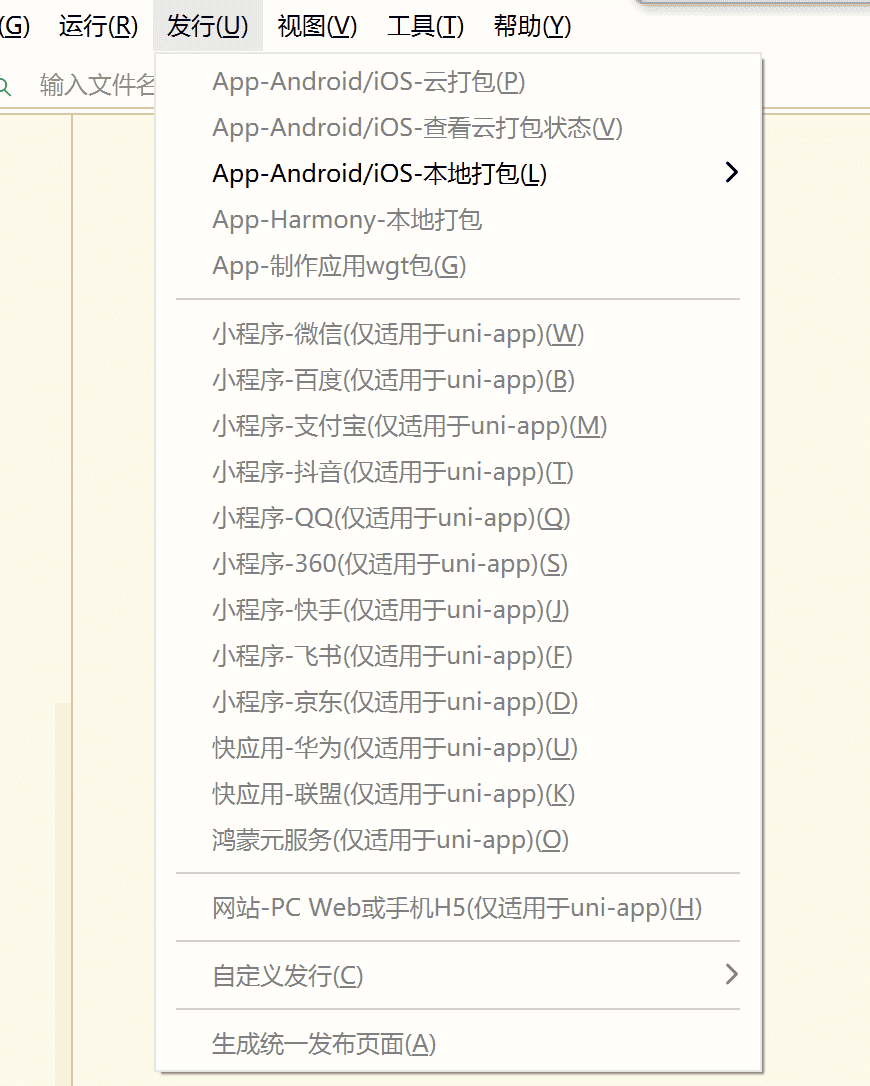 (G) 运行(R) 发行(U) 视图(V) 工具(T) 帮助(Y)
输入文件名
App-Android/iOS-云打包(P)
App-Android/iOS-查看云打包状态(V)
App-Android/iOS-本地打包(L)
App-Harmony-本地打包
App-制作应用wgt包(G)
小程序-微信(仅适用于uni-app)(W)
小程序-百度(仅适用于uni-app)(B)
小程序-支付宝(仅适用于uni-app)(M)
小程序-抖音(仅适用于uni-app)(T)
小程序-QQ(仅适用于uni-app)(Q)
小程序-360(仅适用于uni-app)(S)
小程序-快手(仅适用于uni-app)(J)
小程序-飞书(仅适用于uni-app)(F)
小程序-京东(仅适用于uni-app)(D)
快应用-华为(仅适用于uni-app)(U)
快应用-联盟(仅适用于uni-app)(K)
鸿蒙元服务(仅适用于uni-app)(O)
网站-PC Web或手机H5(仅适用于uni-app)(H)
自定义发行(C)
生成统一发布页面(A)